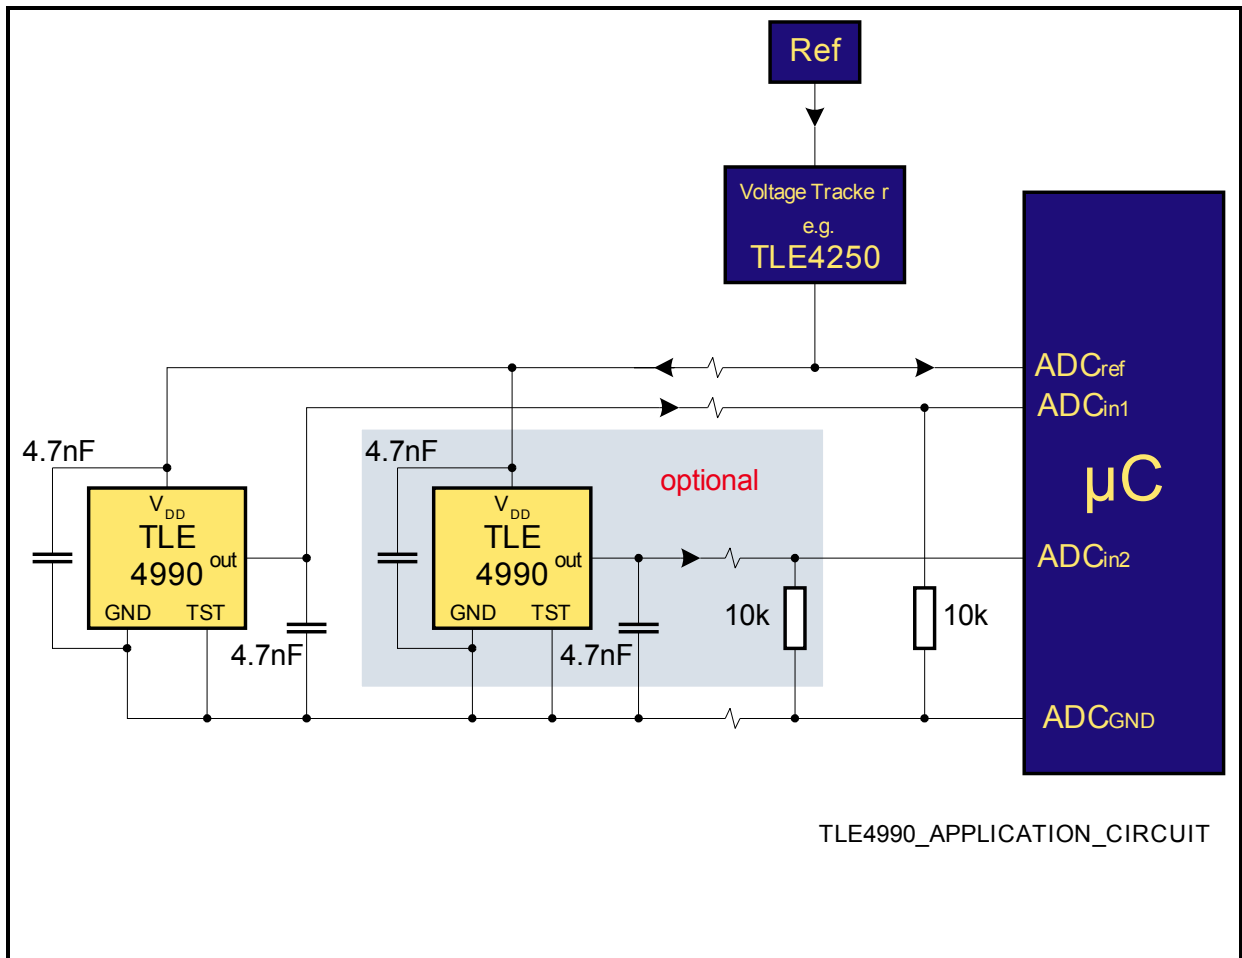 Ref
Voltage Tracke r
e.g.
TLE4250
ADCref
ADCin1
4.7nF
4.7nF
optional
µC
VDD
TLE
4990
out
GND TST
VDD
TLE
4990
out
GND TST
ADCin2
10k
10k
4.7nF
4.7nF
ADCGND
TLE4990_APPLICATION_CIRCUIT